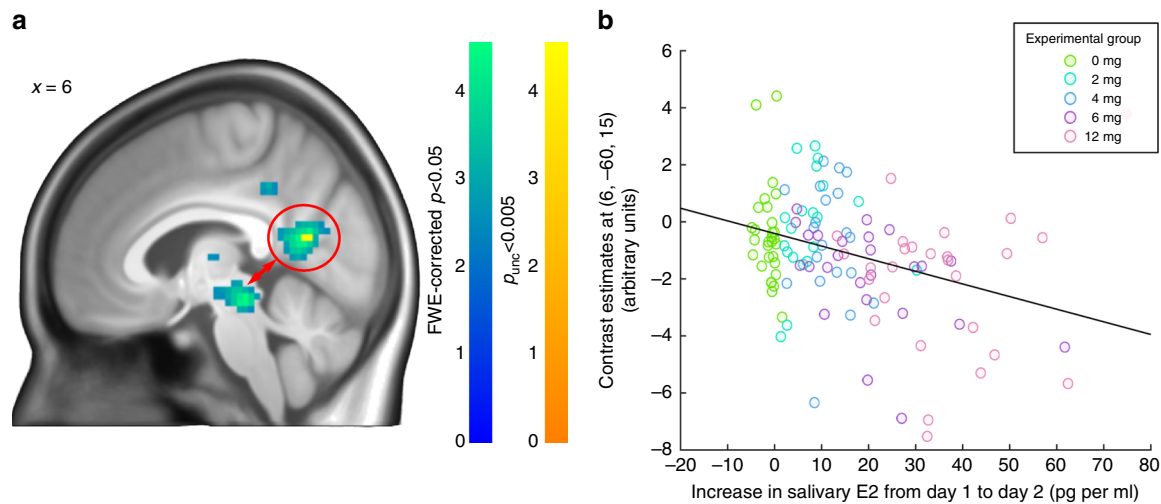 a
x = 6
FWE-corrected p<0.05
4
3
2
1
0
p_unc<0.005
4
3
2
1
0
b
Contrast estimates at (6, –60, 15)
(arbitrary units)
6
4
2
0
–2
–4
–6
–8
–20
–10
0
10
20
30
40
50
60
70
80
Increase in salivary E2 from day 1 to day 2 (pg per ml)
Experimental group
0 mg
2 mg
4 mg
6 mg
12 mg